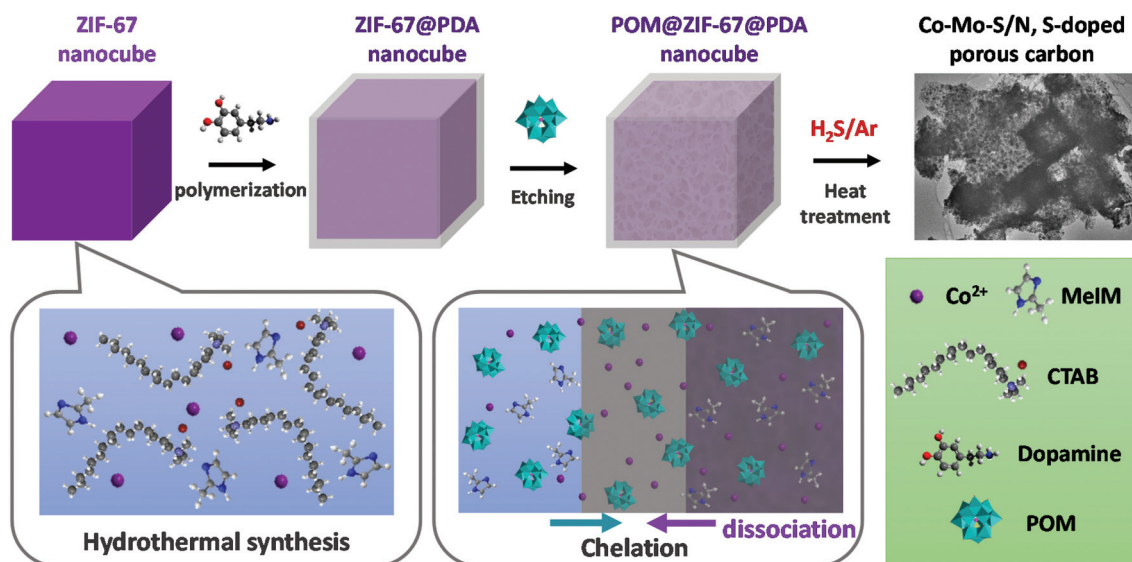 ZIF-67
nanocube
ZIF-67@PDA
nanocube
POM@ZIF-67@PDA
nanocube
Co-Mo-S/N, S-doped
porous carbon
polymerization
Etching
H₂S/Ar
Heat
treatment
Hydrothermal synthesis
dissociation
Chelation
Co²⁺
MeIM
CTAB
Dopamine
POM